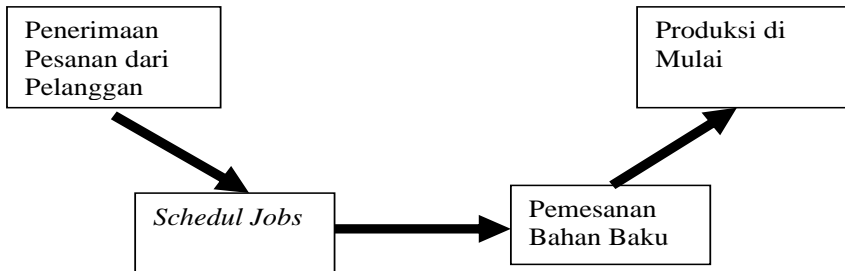 Penerimaan
Pesanan dari
Pelanggan
Schedul Jobs
Pemesanan
Bahan Baku
Produksi di
Mulai